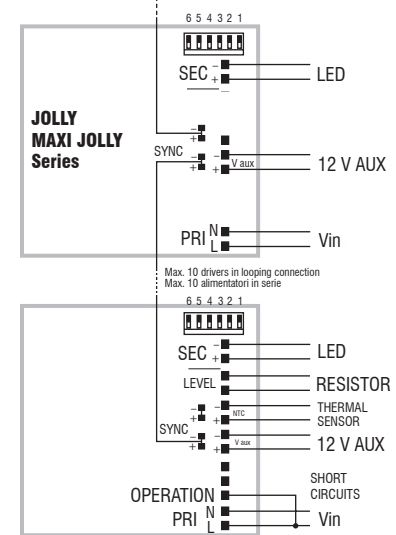 6 5 4 3 2 1
SEC - LED
+
JOLLY
MAXI JOLLY
Series
-
+
SYNC - - 12 V AUX
+ + V aux
PRI N Vin
L
Max. 10 drivers in looping connection
Max. 10 alimentatori in serie
6 5 4 3 2 1
SEC - LED
+
LEVEL RESISTOR
- - NTC THERMAL
+ + SENSOR
SYNC - - V aux 12 V AUX
+ +
SHORT
CIRCUITS
OPERATION
PRI N Vin
L